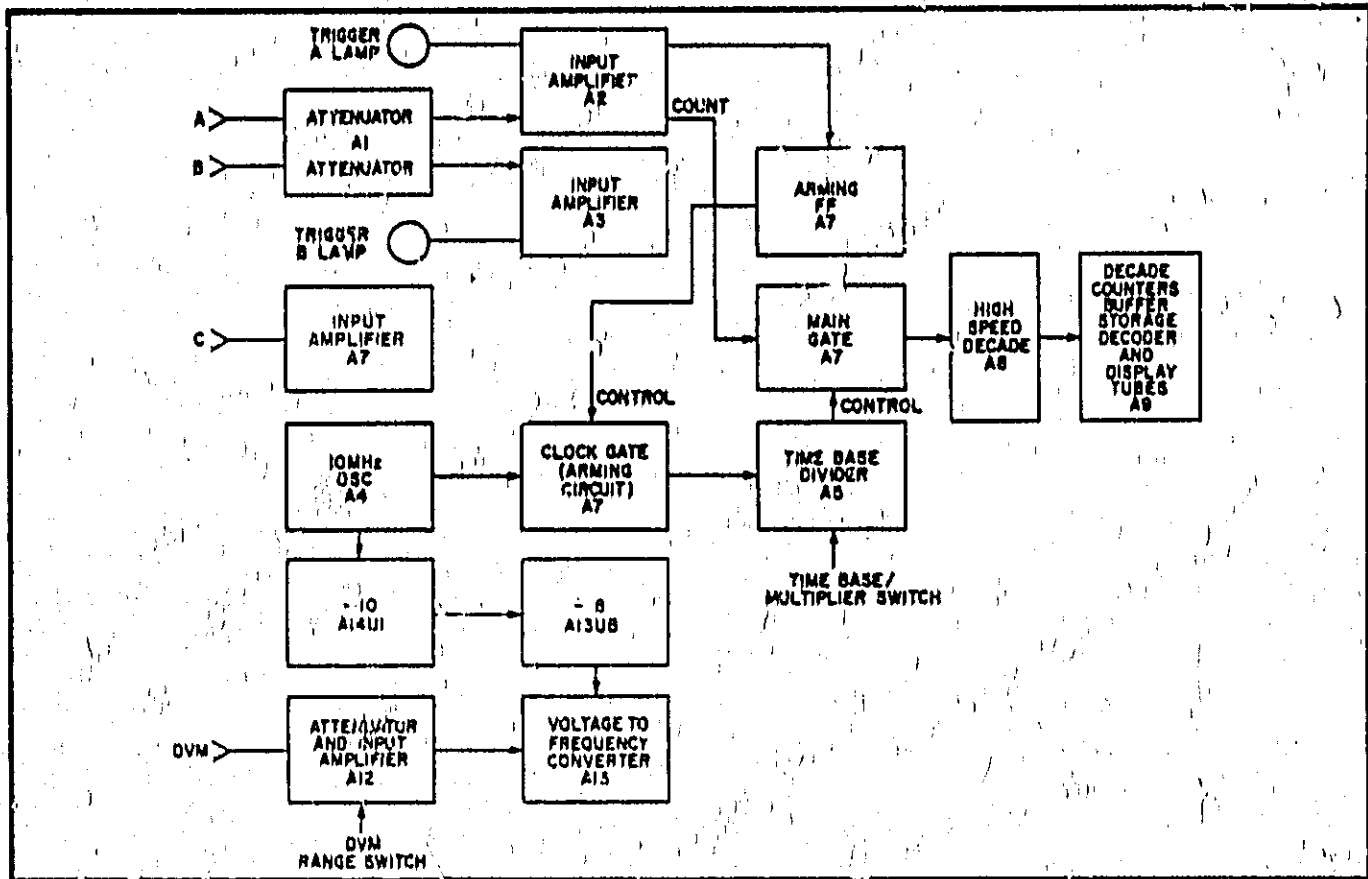 TRIGGER
A LAMP
INPUT
AMPLIFIER
A2
COUNT
A
ATTENUATOR
A1
B
ATTENUATOR
INPUT
AMPLIFIER
A3
ARMING
FF
A7
TRIGGER
B LAMP
C
INPUT
AMPLIFIER
A7
MAIN
GATE
A7
HIGH
SPEED
DECADE
A8
DECADE
COUNTERS
BUFFER
STORAGE
DECODER
AND
DISPLAY
TUBES
A9
CONTROL
CONTROL
10MHz
OSC
A4
CLOCK GATE
(ARMING
CIRCUIT)
A7
TIME BASE
DIVIDER
A5
TIME BASE/
MULTIPLIER SWITCH
÷ 10
A14U1
÷ 8
A13U8
DVM
ATTENUATOR
AND INPUT
AMPLIFIER
A12
VOLTAGE TO
FREQUENCY
CONVERTER
A13
DVM
RANGE SWITCH